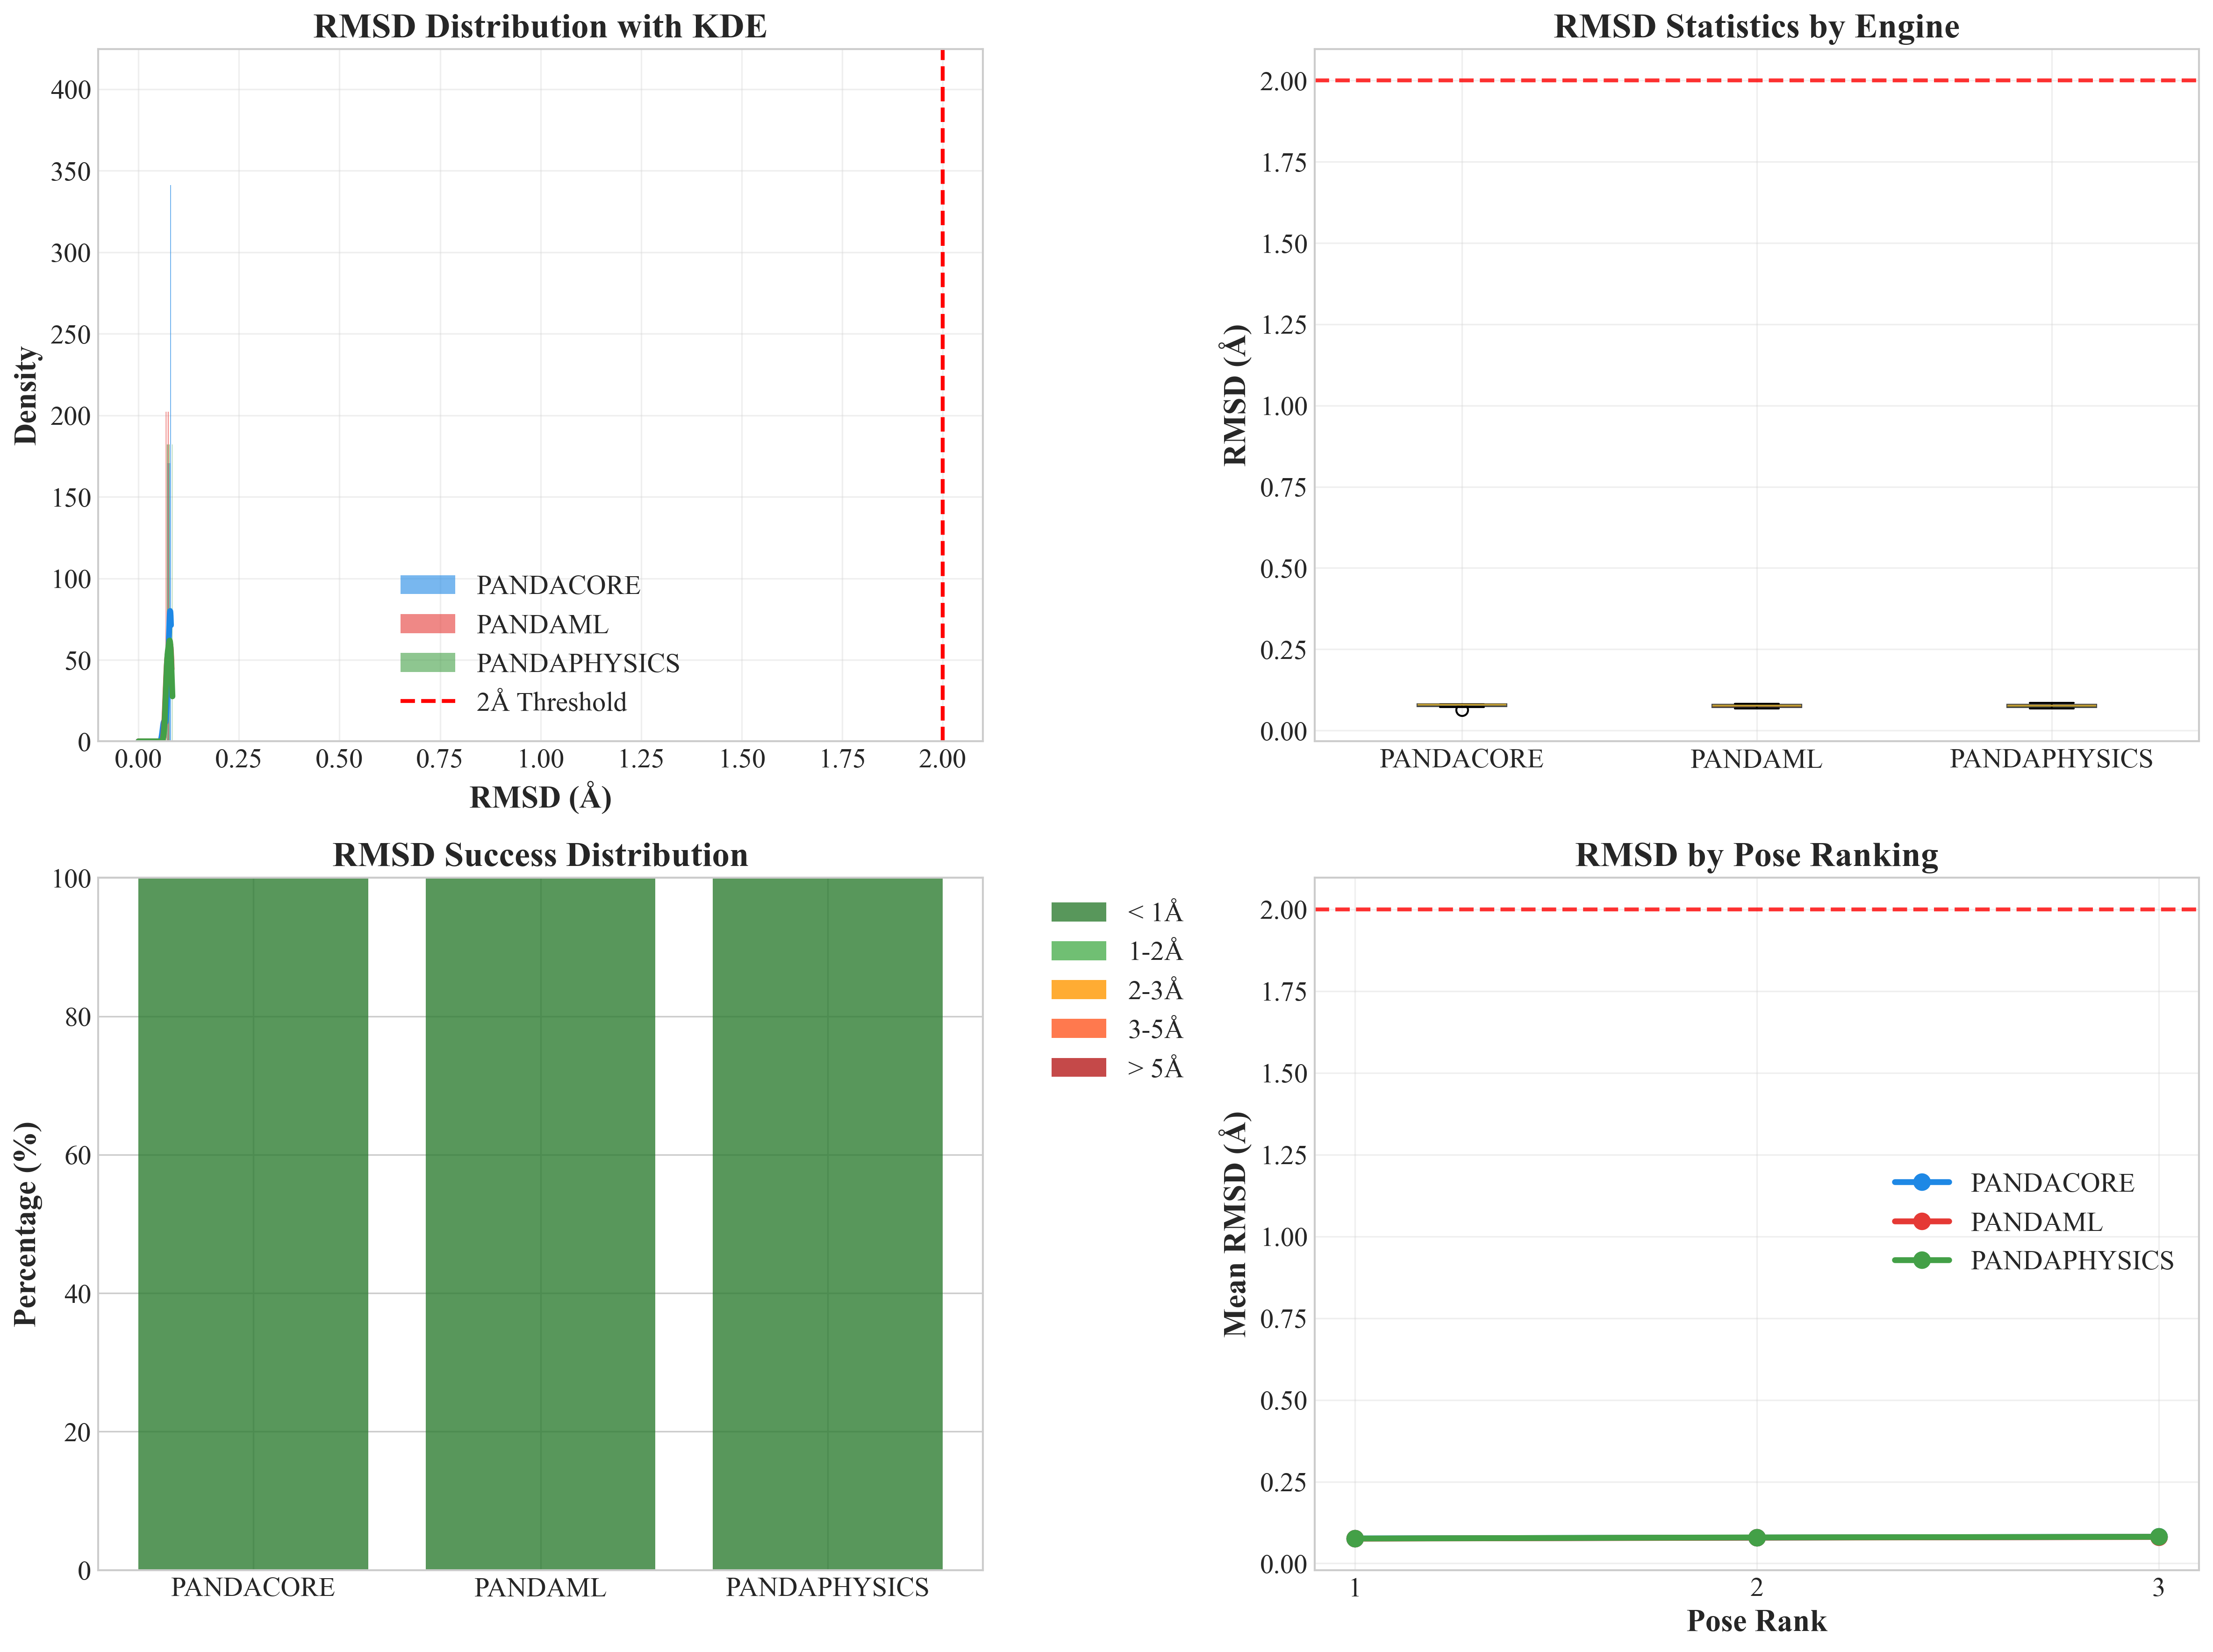 RMSD Distribution with KDE
Density
400
350
300
250
200
150
100
50
0
PANDACORE
PANDAML
PANDAPHYSICS
2Å Threshold
0.00 0.25 0.50 0.75 1.00 1.25 1.50 1.75 2.00
RMSD (Å)
RMSD Statistics by Engine
RMSD (Å)
2.00
1.75
1.50
1.25
1.00
0.75
0.50
0.25
0.00
PANDACORE PANDAML PANDAPHYSICS
RMSD Success Distribution
Percentage (%)
100
80
60
40
20
0
PANDACORE PANDAML PANDAPHYSICS
< 1Å
1-2Å
2-3Å
3-5Å
> 5Å
RMSD by Pose Ranking
Mean RMSD (Å)
2.00
1.75
1.50
1.25
1.00
0.75
0.50
0.25
0.00
PANDACORE
PANDAML
PANDAPHYSICS
1 2 3
Pose Rank